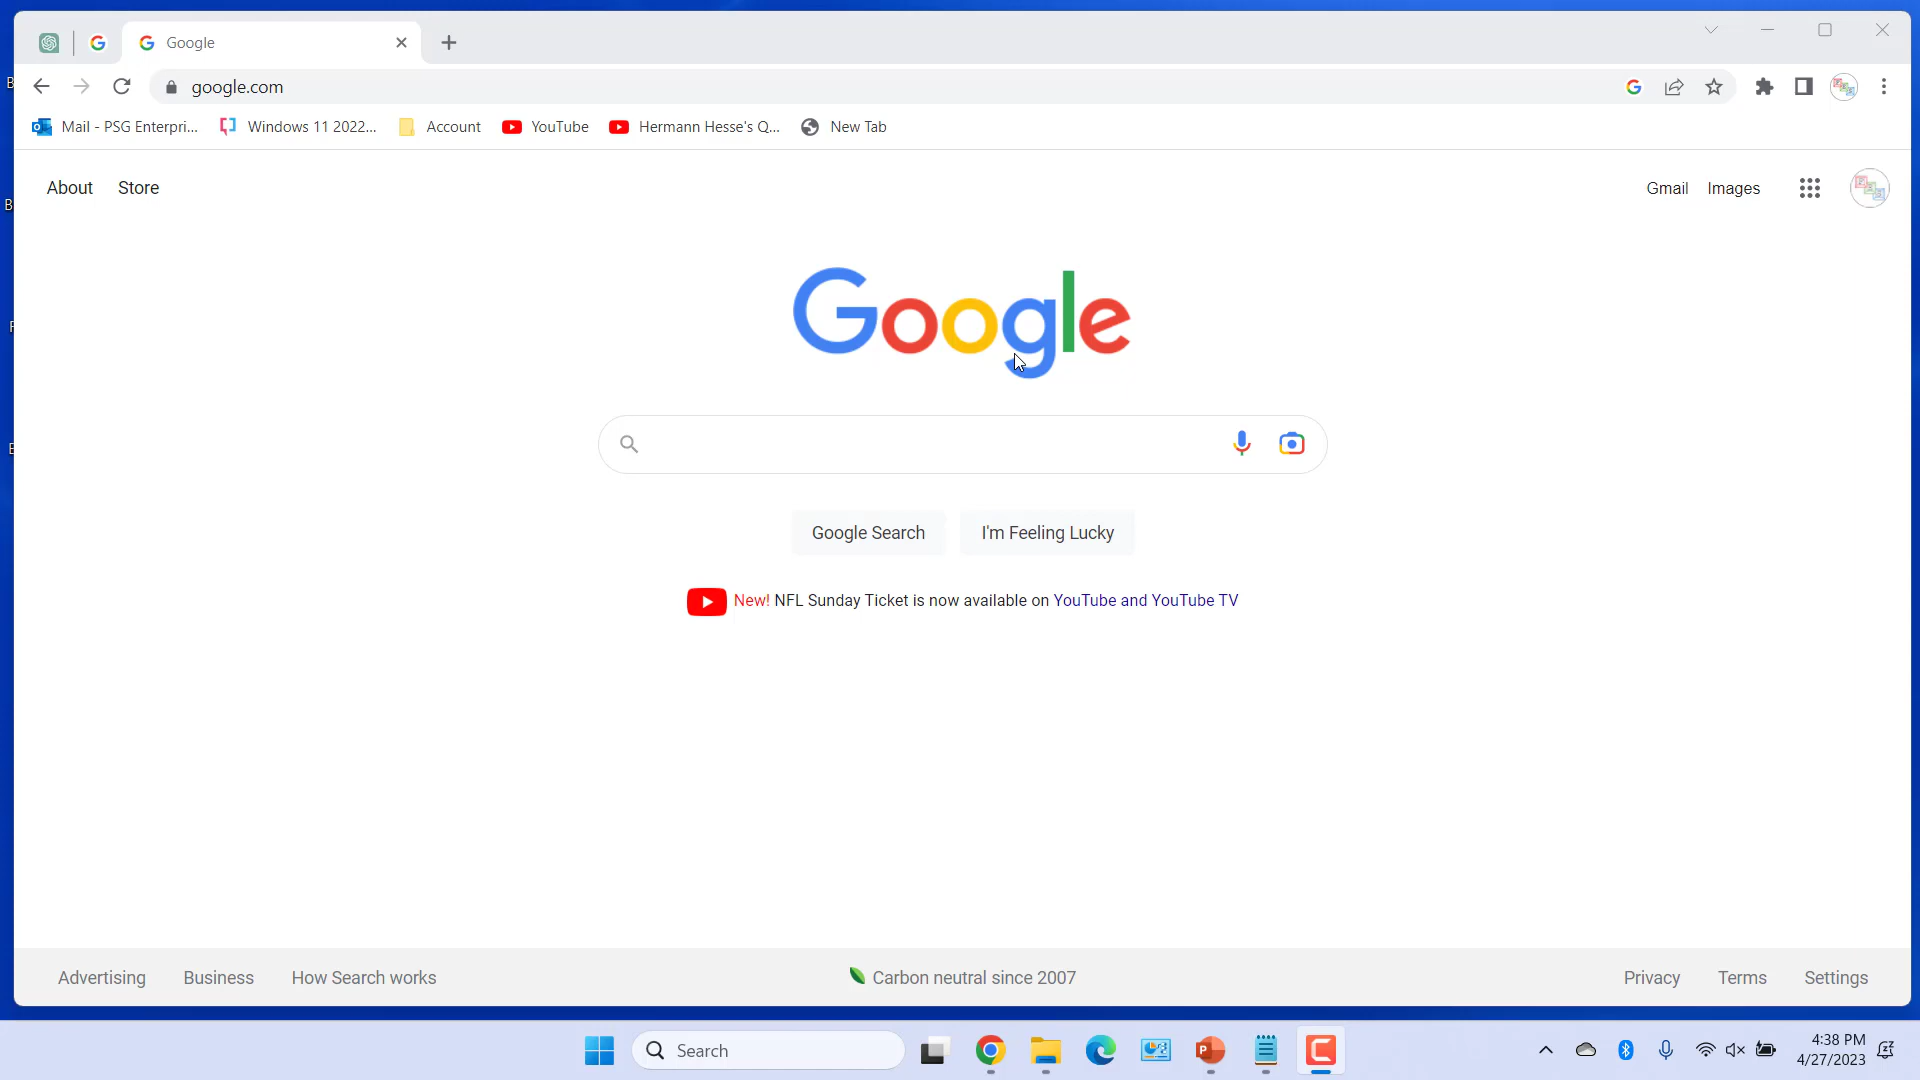 Google
google.com
Mail - PSG Enterpri...
Windows 11 2022...
Account
YouTube
Hermann Hesse's Q...
New Tab
About
Store
Gmail
Images
Google
Google Search
I'm Feeling Lucky
New! NFL Sunday Ticket is now available on YouTube and YouTube TV
Advertising
Business
How Search works
Carbon neutral since 2007
Privacy
Terms
Settings
Search
4:38 PM
4/27/2023